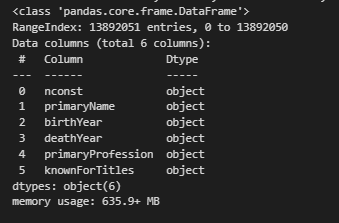 <class 'pandas.core.frame.DataFrame'>
RangeIndex: 13892051 entries, 0 to 13892050
Data columns (total 6 columns):
 #   Column             Dtype
---  ------             -----
 0   nconst             object
 1   primaryName        object
 2   birthYear          object
 3   deathYear          object
 4   primaryProfession  object
 5   knownForTitles     object
dtypes: object(6)
memory usage: 635.9+ MB